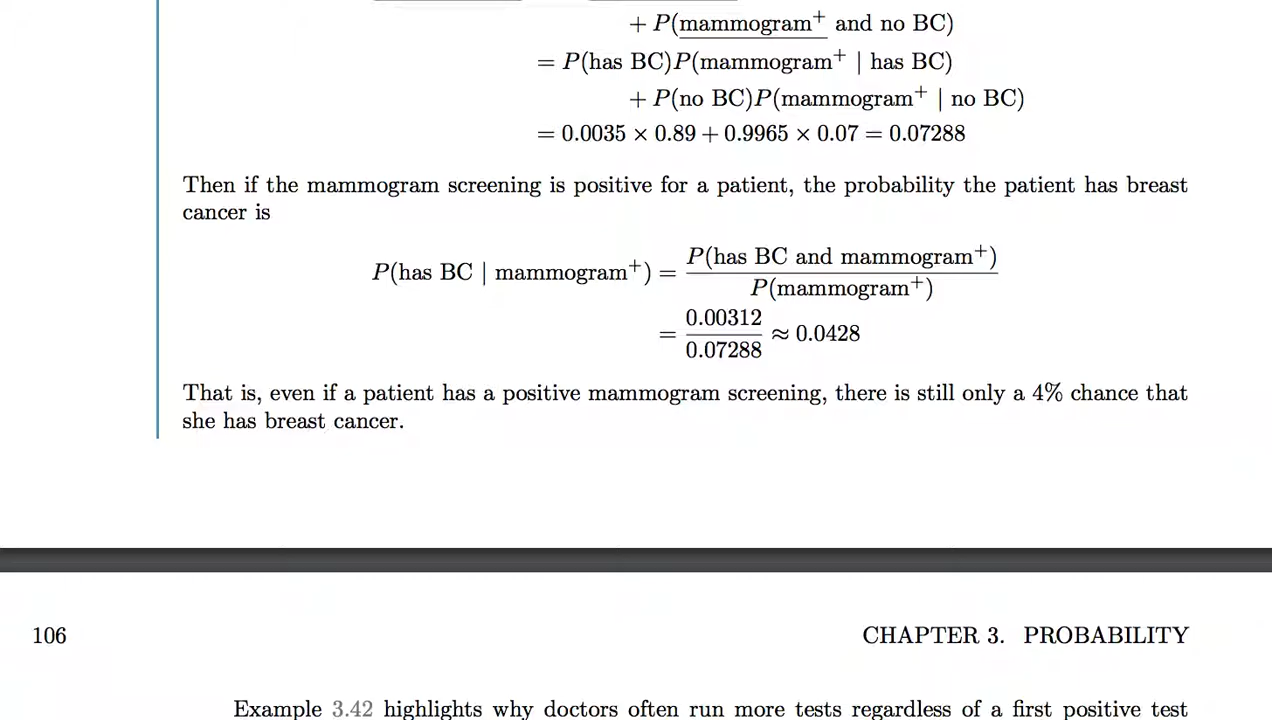 + P(mammogram⁺ and no BC)
= P(has BC)P(mammogram⁺ | has BC)
+ P(no BC)P(mammogram⁺ | no BC)
= 0.0035 × 0.89 + 0.9965 × 0.07 = 0.07288
Then if the mammogram screening is positive for a patient, the probability the patient has breast
cancer is
P(has BC | mammogram⁺) = P(has BC and mammogram⁺)
P(mammogram⁺)
= 0.00312
0.07288 ≈ 0.0428
That is, even if a patient has a positive mammogram screening, there is still only a 4% chance that
she has breast cancer.
106 CHAPTER 3. PROBABILITY
Example 3.42 highlights why doctors often run more tests regardless of a first positive test